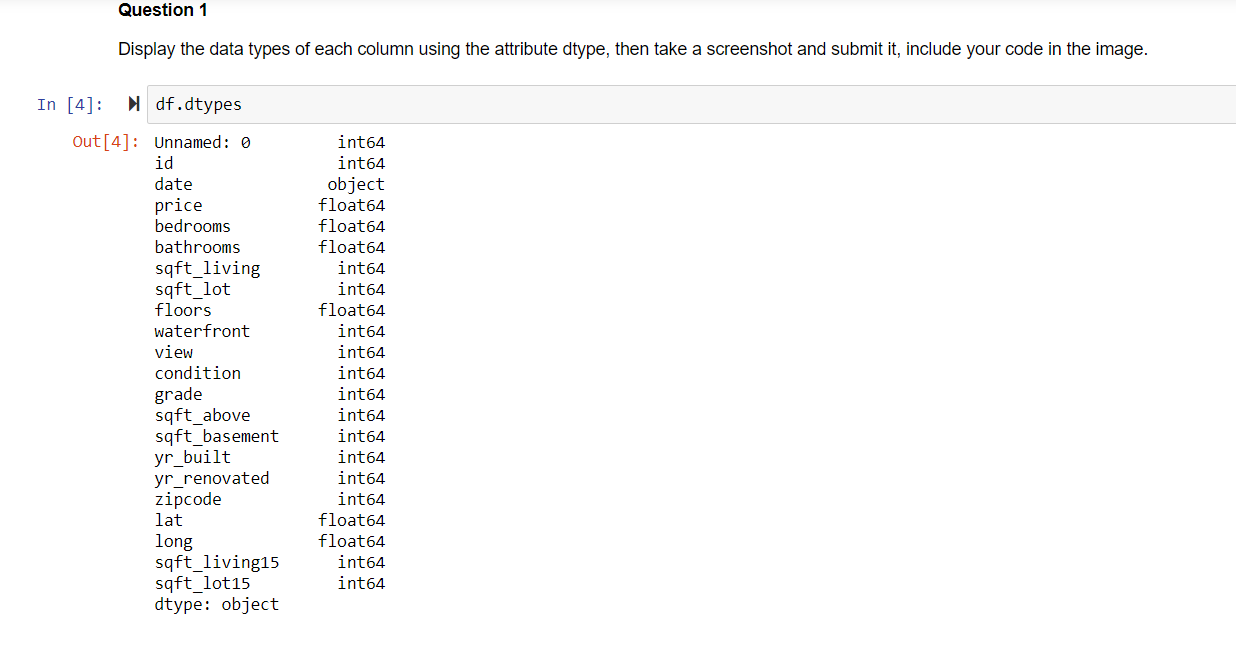 Question 1
Display the data types of each column using the attribute dtype, then take a screenshot and submit it, include your code in the image.
In [4]: df.dtypes
Out[4]: Unnamed: 0 int64
id int64
date object
price float64
bedrooms float64
bathrooms float64
sqft_living int64
sqft_lot int64
floors float64
waterfront int64
view int64
condition int64
grade int64
sqft_above int64
sqft_basement int64
yr_built int64
yr_renovated int64
zipcode int64
lat float64
long float64
sqft_living15 int64
sqft_lot15 int64
dtype: object